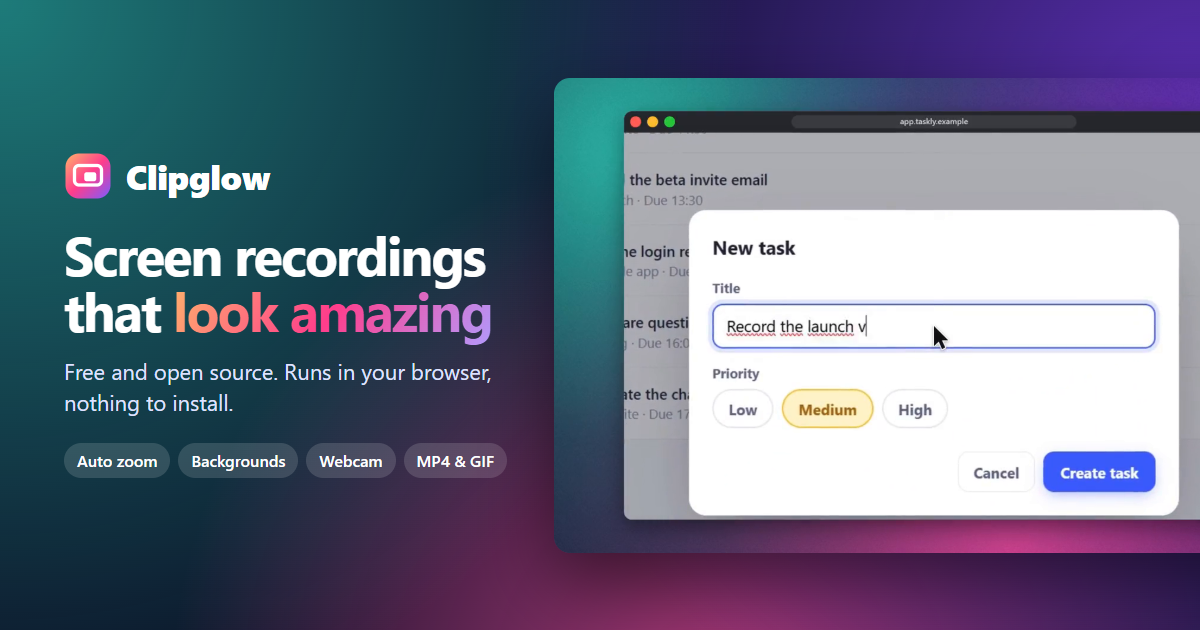 Clipglow
Screen recordings
that look amazing
Free and open source. Runs in your browser,
nothing to install.
Auto zoom
Backgrounds
Webcam
MP4 & GIF
app.taskly.example
the beta invite email
· Due 13:30
New task
Title
Record the launch v
Priority
Low
Medium
High
Cancel
Create task